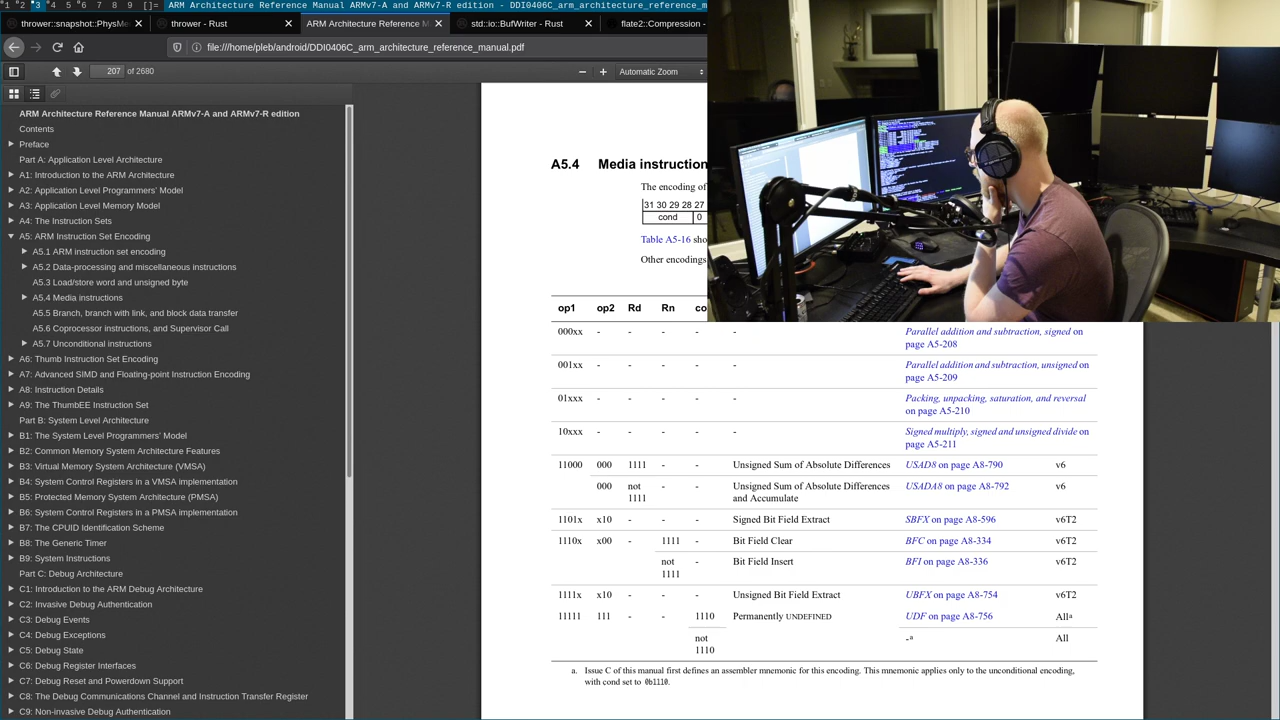 1 2 3 4 5 6 7 8 9 []= ARM Architecture Reference Manual ARMv7-A and ARMv7-R edition - DDI0406C_arm_architecture_reference_m
thrower::snapshot::PhysMe
thrower - Rust
ARM Architecture Reference M
std::io::BufWriter - Rust
flate2::Compression -
file:///home/pleb/android/DDI0406C_arm_architecture_reference_manual.pdf
207 of 2680
Automatic Zoom
ARM Architecture Reference Manual ARMv7-A and ARMv7-R edition
Contents
Preface
Part A: Application Level Architecture
A1: Introduction to the ARM Architecture
A2: Application Level Programmers' Model
A3: Application Level Memory Model
A4: The Instruction Sets
A5: ARM Instruction Set Encoding
A5.1 ARM instruction set encoding
A5.2 Data-processing and miscellaneous instructions
A5.3 Load/store word and unsigned byte
A5.4 Media instructions
A5.5 Branch, branch with link, and block data transfer
A5.6 Coprocessor instructions, and Supervisor Call
A5.7 Unconditional instructions
A6: Thumb Instruction Set Encoding
A7: Advanced SIMD and Floating-point Instruction Encoding
A8: Instruction Details
A9: The ThumbEE Instruction Set
Part B: System Level Architecture
B1: The System Level Programmers' Model
B2: Common Memory System Architecture Features
B3: Virtual Memory System Architecture (VMSA)
B4: System Control Registers in a VMSA implementation
B5: Protected Memory System Architecture (PMSA)
B6: System Control Registers in a PMSA implementation
B7: The CPUID Identification Scheme
B8: The Generic Timer
B9: System Instructions
Part C: Debug Architecture
C1: Introduction to the ARM Debug Architecture
C2: Invasive Debug Authentication
C3: Debug Events
C4: Debug Exceptions
C5: Debug State
C6: Debug Register Interfaces
C7: Debug Reset and Powerdown Support
C8: The Debug Communications Channel and Instruction Transfer Register
C9: Non-invasive Debug Authentication
A5.4 Media instruction
The encoding of
31 30 29 28 27
cond 0
Table A5-16 sho
Other encodings
op1 op2 Rd Rn co
000xx - - - - - Parallel addition and subtraction, signed on
page A5-208
001xx - - - - - Parallel addition and subtraction, unsigned on
page A5-209
01xxx - - - - - Packing, unpacking, saturation, and reversal
on page A5-210
10xxx - - - - - Signed multiply, signed and unsigned divide on
page A5-211
11000 000 1111 - - Unsigned Sum of Absolute Differences USAD8 on page A8-790 v6
000 not - - Unsigned Sum of Absolute Differences USADA8 on page A8-792 v6
1111 and Accumulate
1101x x10 - - - Signed Bit Field Extract SBFX on page A8-596 v6T2
1110x x00 - 1111 - Bit Field Clear BFC on page A8-334 v6T2
not - Bit Field Insert BFI on page A8-336 v6T2
1111
1111x x10 - - - Unsigned Bit Field Extract UBFX on page A8-754 v6T2
11111 111 - - 1110 Permanently UNDEFINED UDF on page A8-756 Allª
not -ª All
1110
a. Issue C of this manual first defines an assembler mnemonic for this encoding. This mnemonic applies only to the unconditional encoding,
with cond set to 0b1110.